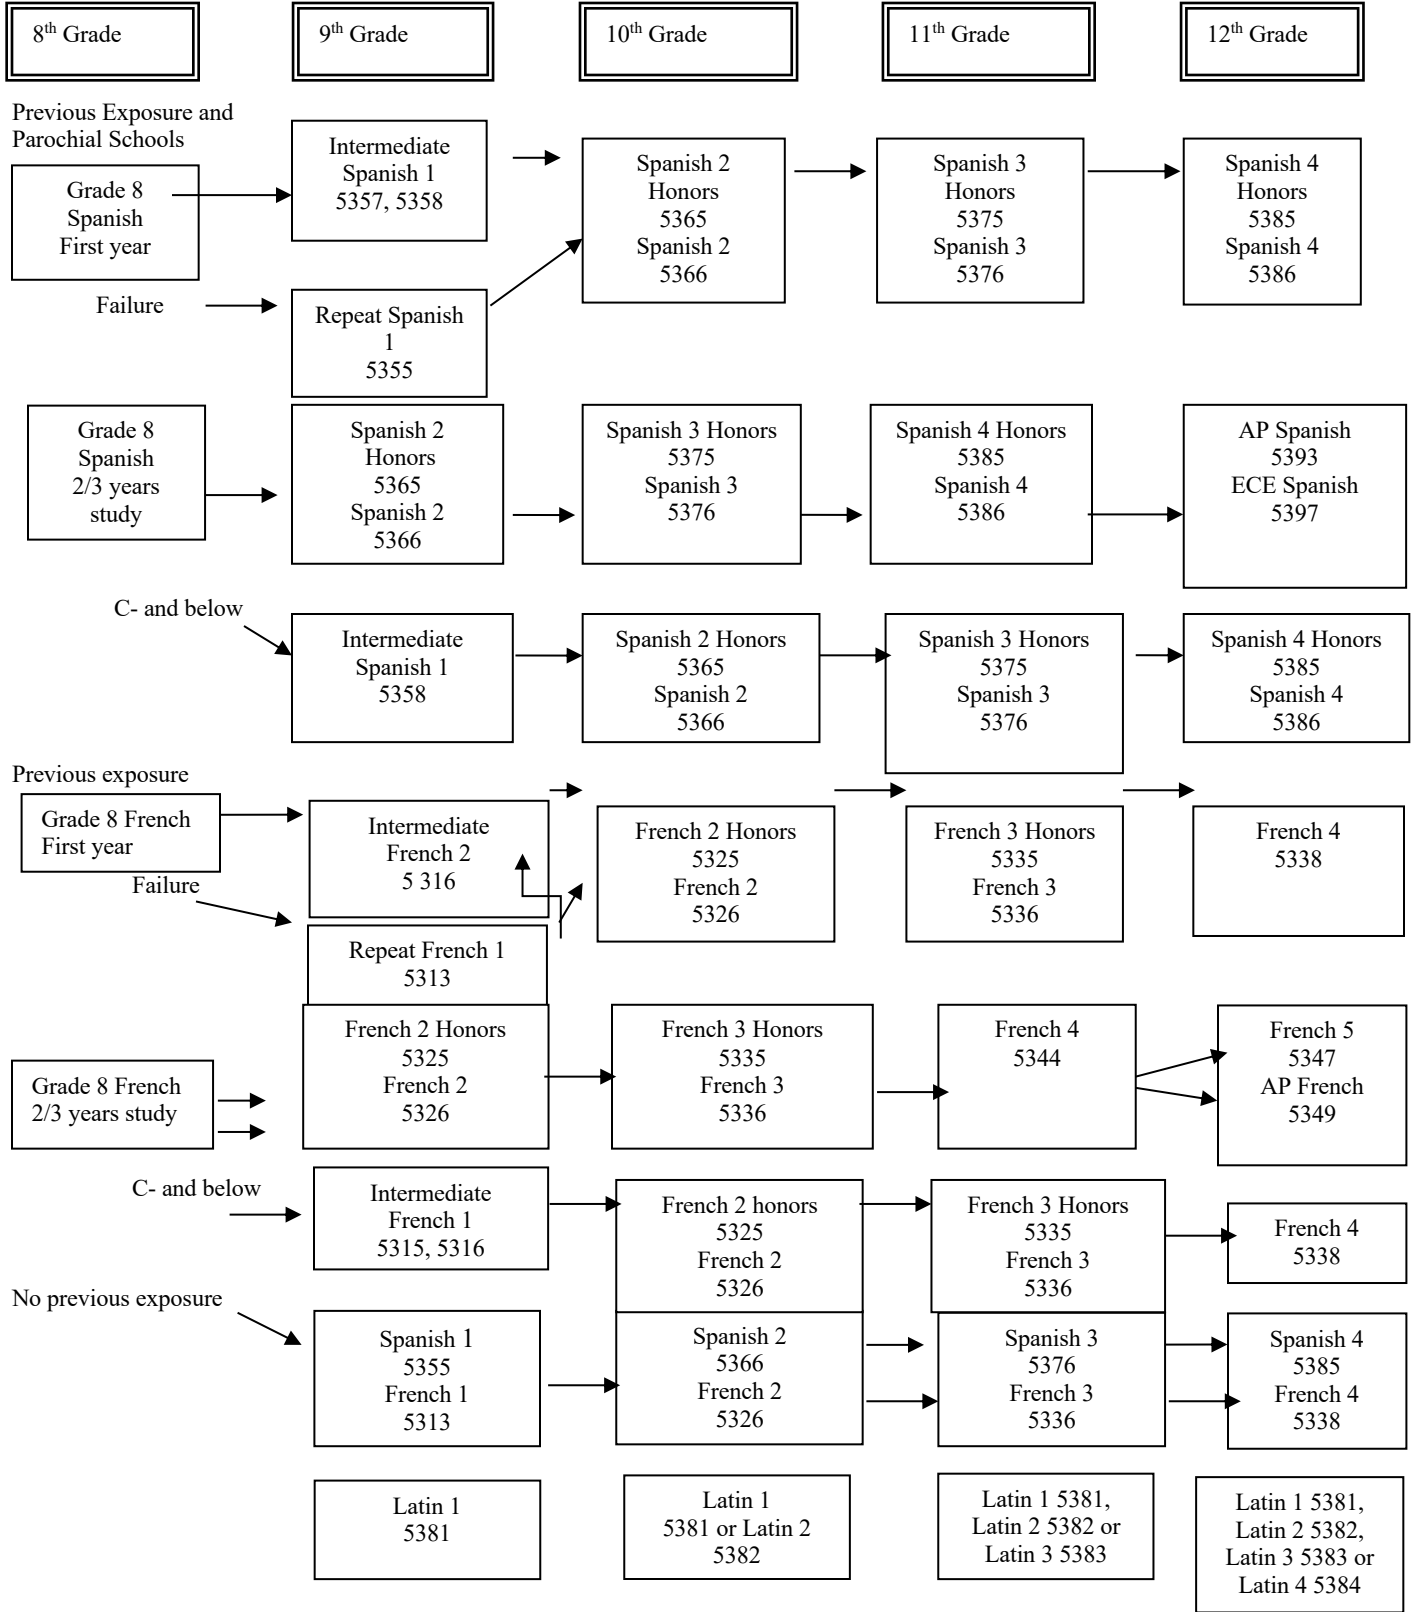 8th Grade
9th Grade
10th Grade
11th Grade
12th Grade
Previous Exposure and
Parochial Schools
Grade 8
Spanish
First year
Intermediate
Spanish 1
5357, 5358
Spanish 2
Honors
5365
Spanish 2
5366
Spanish 3
Honors
5375
Spanish 3
5376
Spanish 4
Honors
5385
Spanish 4
5386
Failure
Repeat Spanish
1
5355
Grade 8
Spanish
2/3 years
study
Spanish 2
Honors
5365
Spanish 2
5366
Spanish 3 Honors
5375
Spanish 3
5376
Spanish 4 Honors
5385
Spanish 4
5386
AP Spanish
5393
ECE Spanish
5397
C- and below
Intermediate
Spanish 1
5358
Spanish 2 Honors
5365
Spanish 2
5366
Spanish 3 Honors
5375
Spanish 3
5376
Spanish 4 Honors
5385
Spanish 4
5386
Previous exposure
Grade 8 French
First year
Intermediate
French 2
5 316
French 2 Honors
5325
French 2
5326
French 3 Honors
5335
French 3
5336
French 4
5338
Failure
Repeat French 1
5313
Grade 8 French
2/3 years study
French 2 Honors
5325
French 2
5326
French 3 Honors
5335
French 3
5336
French 4
5344
French 5
5347
AP French
5349
C- and below
Intermediate
French 1
5315, 5316
French 2 honors
5325
French 2
5326
French 3 Honors
5335
French 3
5336
French 4
5338
No previous exposure
Spanish 1
5355
French 1
5313
Spanish 2
5366
French 2
5326
Spanish 3
5376
French 3
5336
Spanish 4
5385
French 4
5338
Latin 1
5381
Latin 1
5381 or Latin 2
5382
Latin 1 5381,
Latin 2 5382 or
Latin 3 5383
Latin 1 5381,
Latin 2 5382,
Latin 3 5383 or
Latin 4 5384